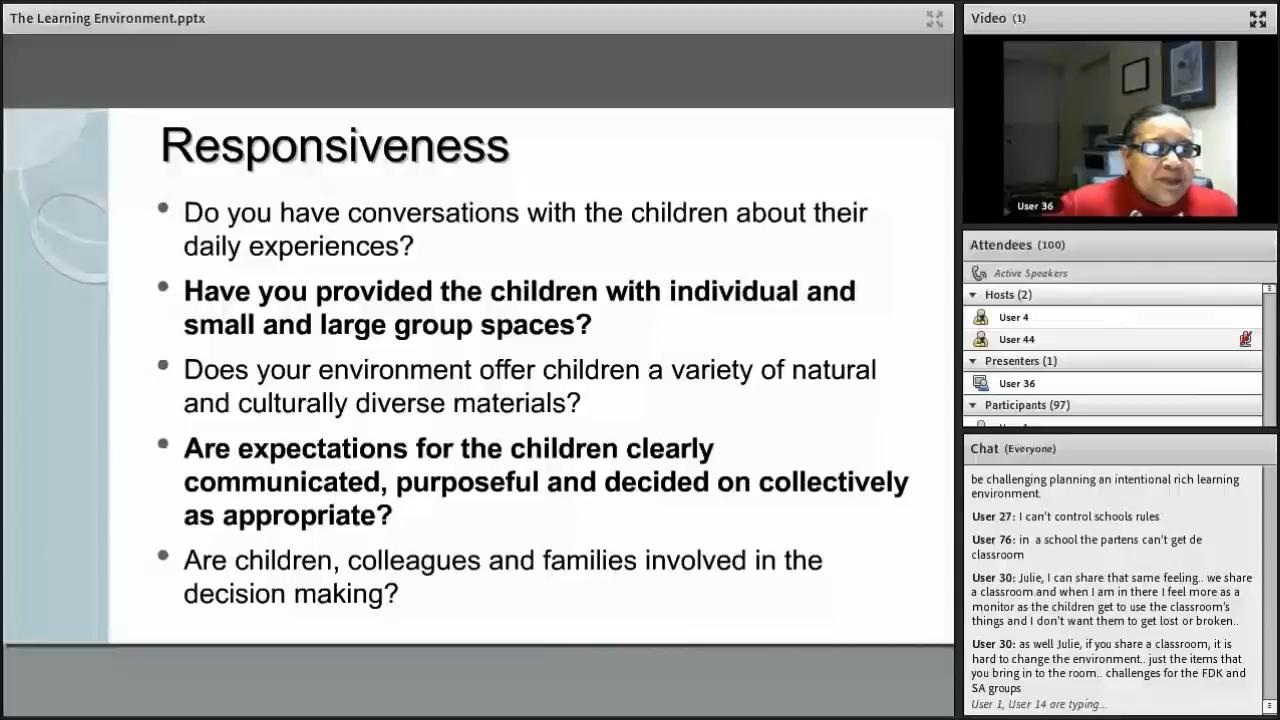 The Learning Environment.pptx
Responsiveness
Do you have conversations with the children about their
daily experiences?
Have you provided the children with individual and
small and large group spaces?
Does your environment offer children a variety of natural
and culturally diverse materials?
Are expectations for the children clearly
communicated, purposeful and decided on collectively
as appropriate?
Are children, colleagues and families involved in the
decision making?
Video (1)
User 36
Attendees (100)
Active Speakers
Hosts (2)
User 4
User 44
Presenters (1)
User 36
Participants (97)
Chat (Everyone)
be challenging planning an intentional rich learning
environment.
User 27: I can't control schools rules
User 76: in a school the partens can't get de
classroom
User 30: Julie, I can share that same feeling.. we share
a classroom and when I am in there I feel more as a
monitor as the children get to use the classroom's
things and I don't want them to get lost or broken..
User 30: as well Julie, if you share a classroom, it is
hard to change the environment.. just the items that
you bring in to the room.. challenges for the FDK and
SA groups
User 1, User 14 are typing...